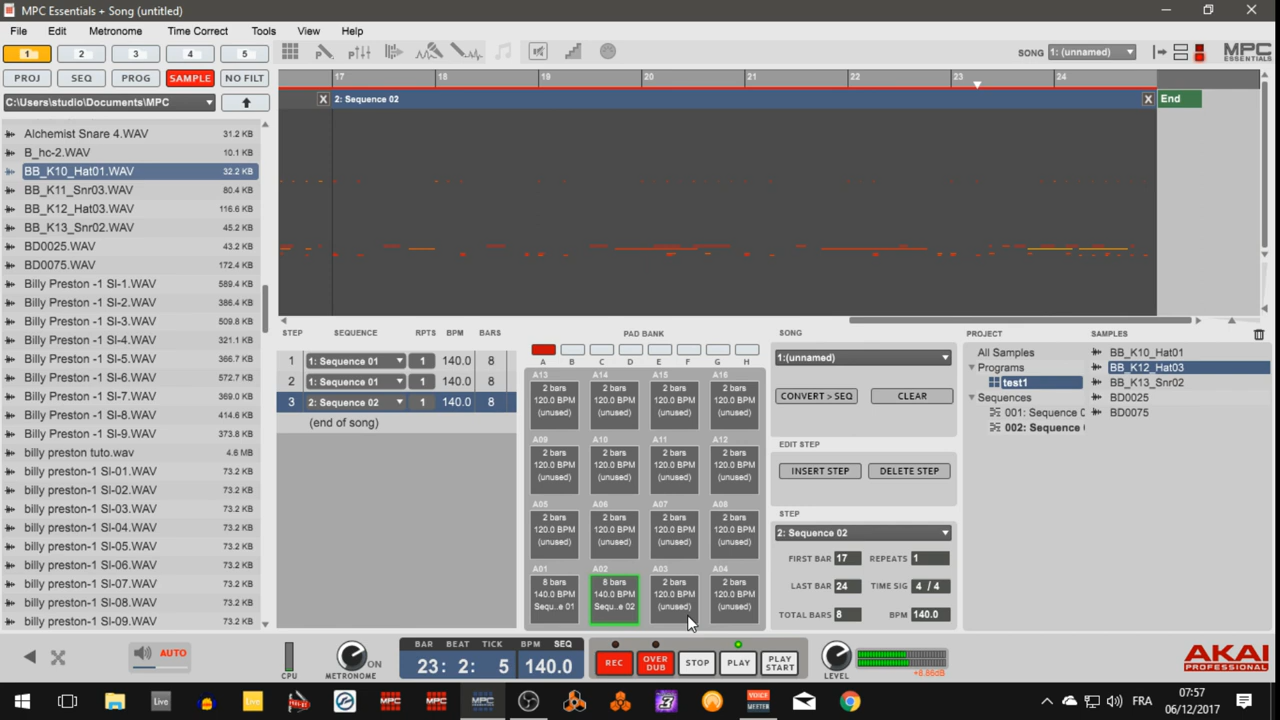 MPC Essentials + Song (untitled)
File Edit Metronome Time Correct Tools View Help
1 2 3 4 5
SONG 1: (unnamed) MPC ESSENTIALS
PROJ SEQ PROG SAMPLE NO FILT
C:\Users\studio\Documents\MPC
17 18 19 20 21 22 23 24
X 2: Sequence 02 X End
Alchemist Snare 4.WAV 31.2 KB
B_hc-2.WAV 10.1 KB
BB_K10_Hat01.WAV 32.2 KB
BB_K11_Snr03.WAV 80.4 KB
BB_K12_Hat03.WAV 116.6 KB
BB_K13_Snr02.WAV 45.2 KB
BD0025.WAV 43.2 KB
BD0075.WAV 172.4 KB
Billy Preston -1 Sl-1.WAV 589.4 KB
Billy Preston -1 Sl-2.WAV 386.4 KB
Billy Preston -1 Sl-3.WAV 509.8 KB
Billy Preston -1 Sl-4.WAV 321.1 KB
Billy Preston -1 Sl-5.WAV 366.7 KB
Billy Preston -1 Sl-6.WAV 572.7 KB
Billy Preston -1 Sl-7.WAV 369.0 KB
Billy Preston -1 Sl-8.WAV 414.6 KB
Billy Preston -1 Sl-9.WAV 373.8 KB
billy preston tuto.wav 4.6 MB
billy preston-1 Sl-01.WAV 73.2 KB
billy preston-1 Sl-02.WAV 73.2 KB
billy preston-1 Sl-03.WAV 73.2 KB
billy preston-1 Sl-04.WAV 73.2 KB
billy preston-1 Sl-05.WAV 73.2 KB
billy preston-1 Sl-06.WAV 73.2 KB
billy preston-1 Sl-07.WAV 73.2 KB
billy preston-1 Sl-08.WAV 73.2 KB
billy preston-1 Sl-09.WAV 73.2 KB
STEP SEQUENCE RPTS BPM BARS
1 1: Sequence 01 1 140.0 8
2 1: Sequence 01 1 140.0 8
3 2: Sequence 02 1 140.0 8
(end of song)
PAD BANK
A B C D E F G H
A13 A14 A15 A16
2 bars 2 bars 2 bars 2 bars
120.0 BPM 120.0 BPM 120.0 BPM 120.0 BPM
(unused) (unused) (unused) (unused)
A09 A10 A11 A12
2 bars 2 bars 2 bars 2 bars
120.0 BPM 120.0 BPM 120.0 BPM 120.0 BPM
(unused) (unused) (unused) (unused)
A05 A06 A07 A08
2 bars 2 bars 2 bars 2 bars
120.0 BPM 120.0 BPM 120.0 BPM 120.0 BPM
(unused) (unused) (unused) (unused)
A01 A02 A03 A04
8 bars 8 bars 2 bars 2 bars
140.0 BPM 140.0 BPM 120.0 BPM 120.0 BPM
Sequ..e 01 Sequ..e 02 (unused) (unused)
SONG
1:(unnamed)
CONVERT > SEQ CLEAR
EDIT STEP
INSERT STEP DELETE STEP
STEP
2: Sequence 02
FIRST BAR 17 REPEATS 1
LAST BAR 24 TIME SIG 4 / 4
TOTAL BARS 8 BPM 140.0
PROJECT SAMPLES
All Samples BB_K10_Hat01
Programs BB_K12_Hat03
test1 BB_K13_Snr02
Sequences BD0025
001: Sequence 0 BD0075
002: Sequence
AUTO
CPU
ON
METRONOME
BAR BEAT TICK BPM SEQ
23: 2: 5 140.0
REC OVER DUB STOP PLAY PLAY START
LEVEL
+8.86dB
AKAI
PROFESSIONAL
Live Live VOICE MEETER FRA 07:57
06/12/2017